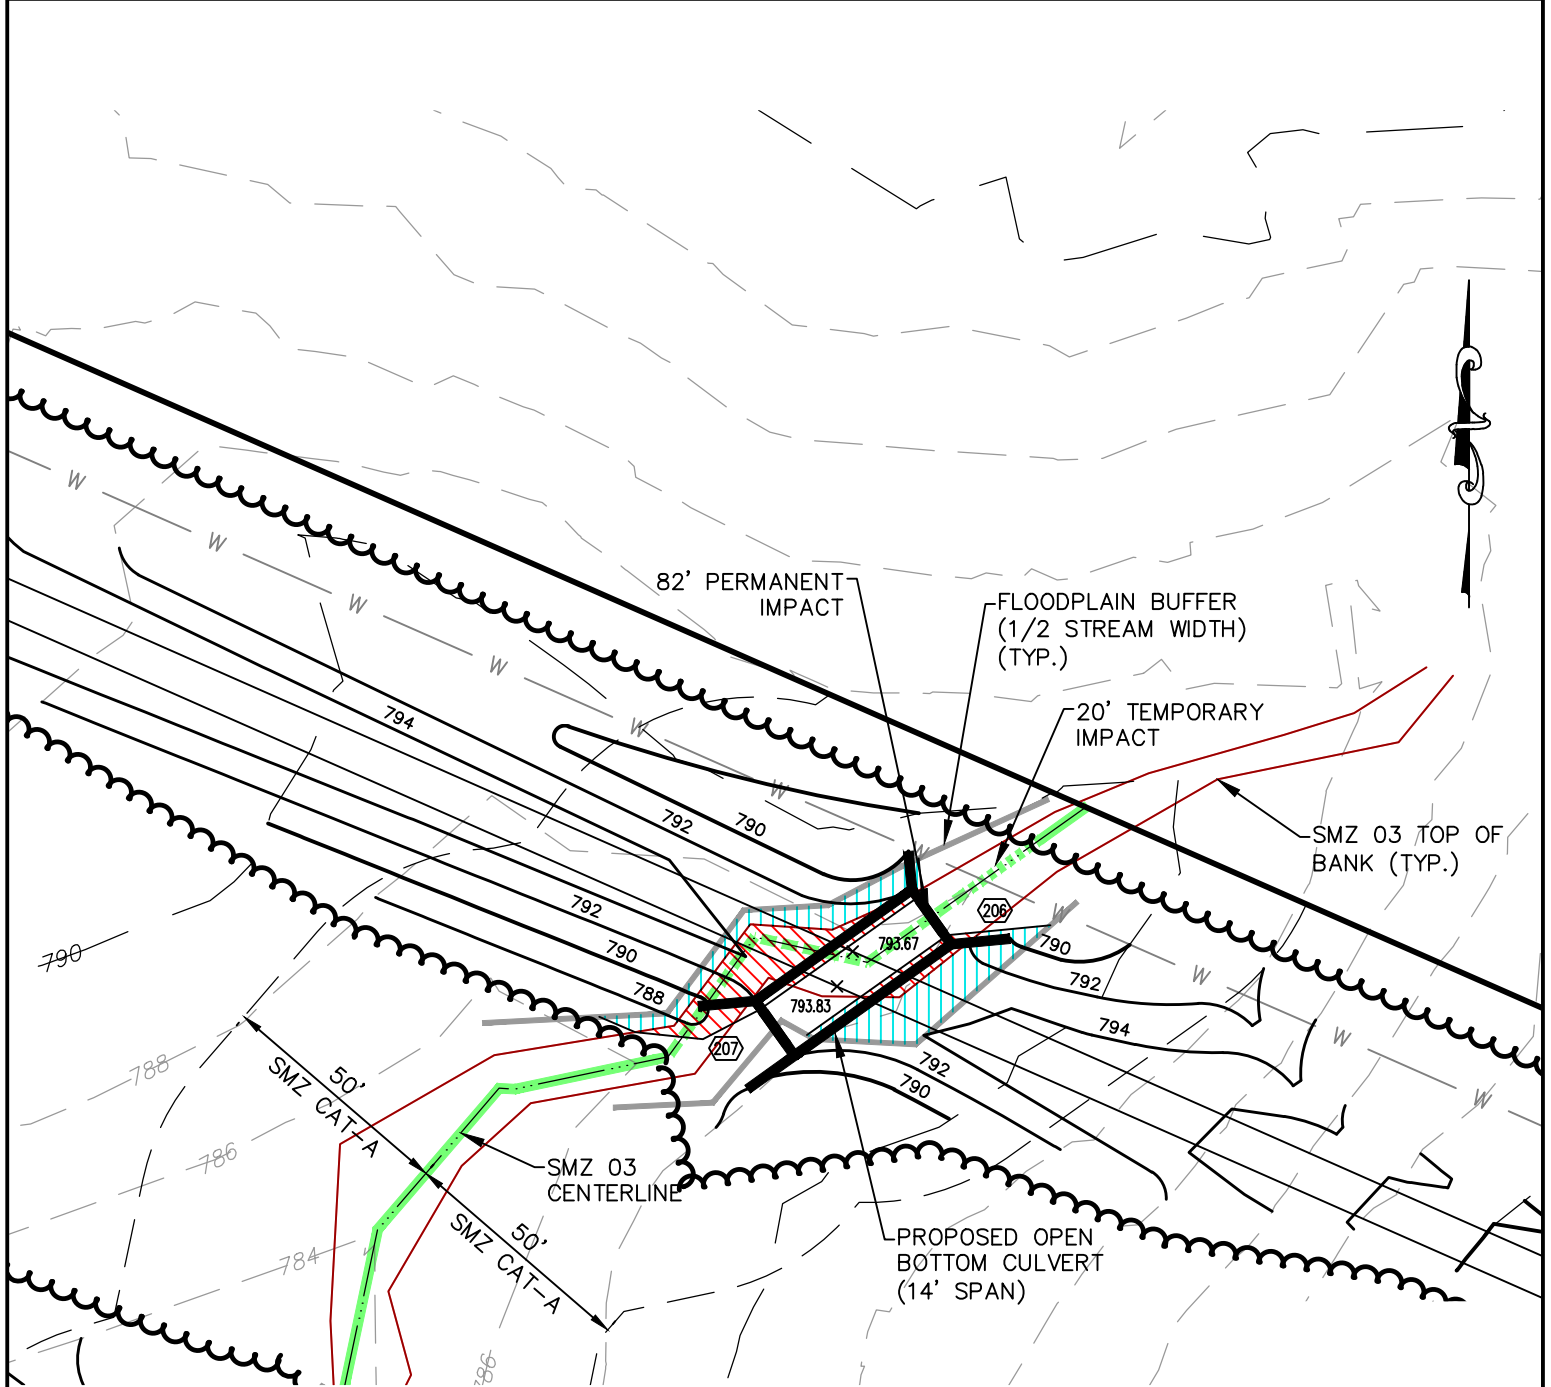 W
W
82' PERMANENT
IMPACT
FLOODPLAIN BUFFER
(1/2 STREAM WIDTH)
(TYP.)
W
W
794
W
20' TEMPORARY
IMPACT
W
792
790
SMZ 03 TOP OF
BANK (TYP.)
W
792
206
W
790
793.67
790
790
W
792
788
793.83
794
W
207
792
790
788
50'
SMZ CAT-A
W
786
SMZ 03
CENTERLINE
50'
SMZ CAT-A
784
PROPOSED OPEN
BOTTOM CULVERT
(14' SPAN)
786